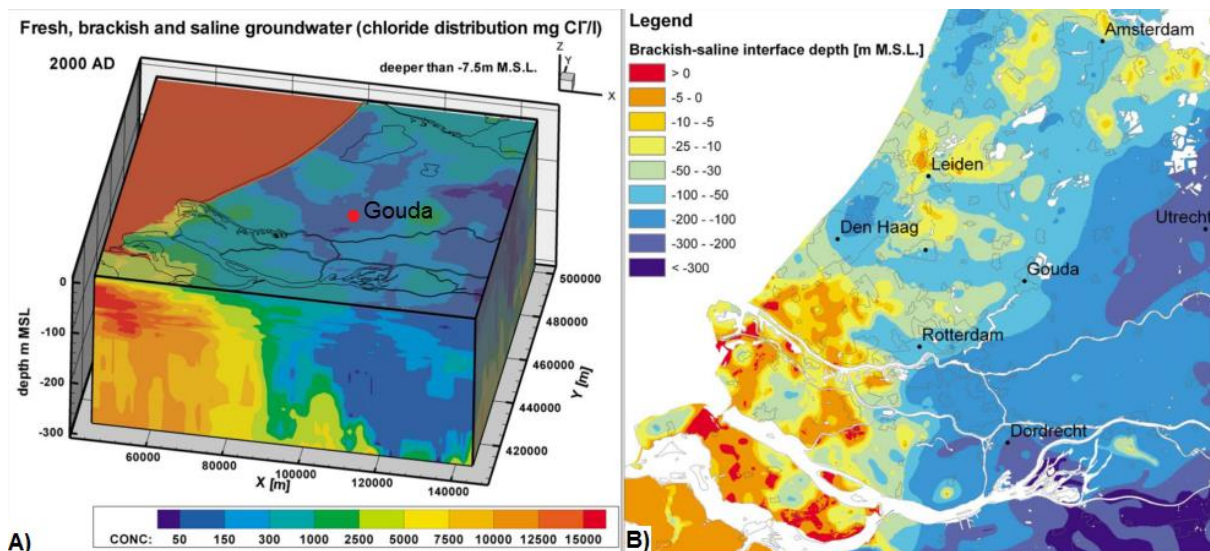 Fresh, brackish and saline groundwater (chloride distribution mg Cl⁻/l)
2000 AD
deeper than -7.5m M.S.L.
Z
Y
X
Gouda
0
-100
-200
-300
depth m MSL
60000
80000
100000
120000
140000
X [m]
420000
440000
460000
480000
500000
Y [m]
CONC: 50 150 300 1000 2500 5000 7500 10000 12500 15000
A)
Legend
Brackish-saline interface depth [m M.S.L.]
> 0
-5 - 0
-10 - -5
-25 - -10
-50 - -30
-100 - -50
-200 - -100
-300 - -200
< -300
Amsterdam
Leiden
Utrecht
Den Haag
Gouda
Rotterdam
Dordrecht
B)